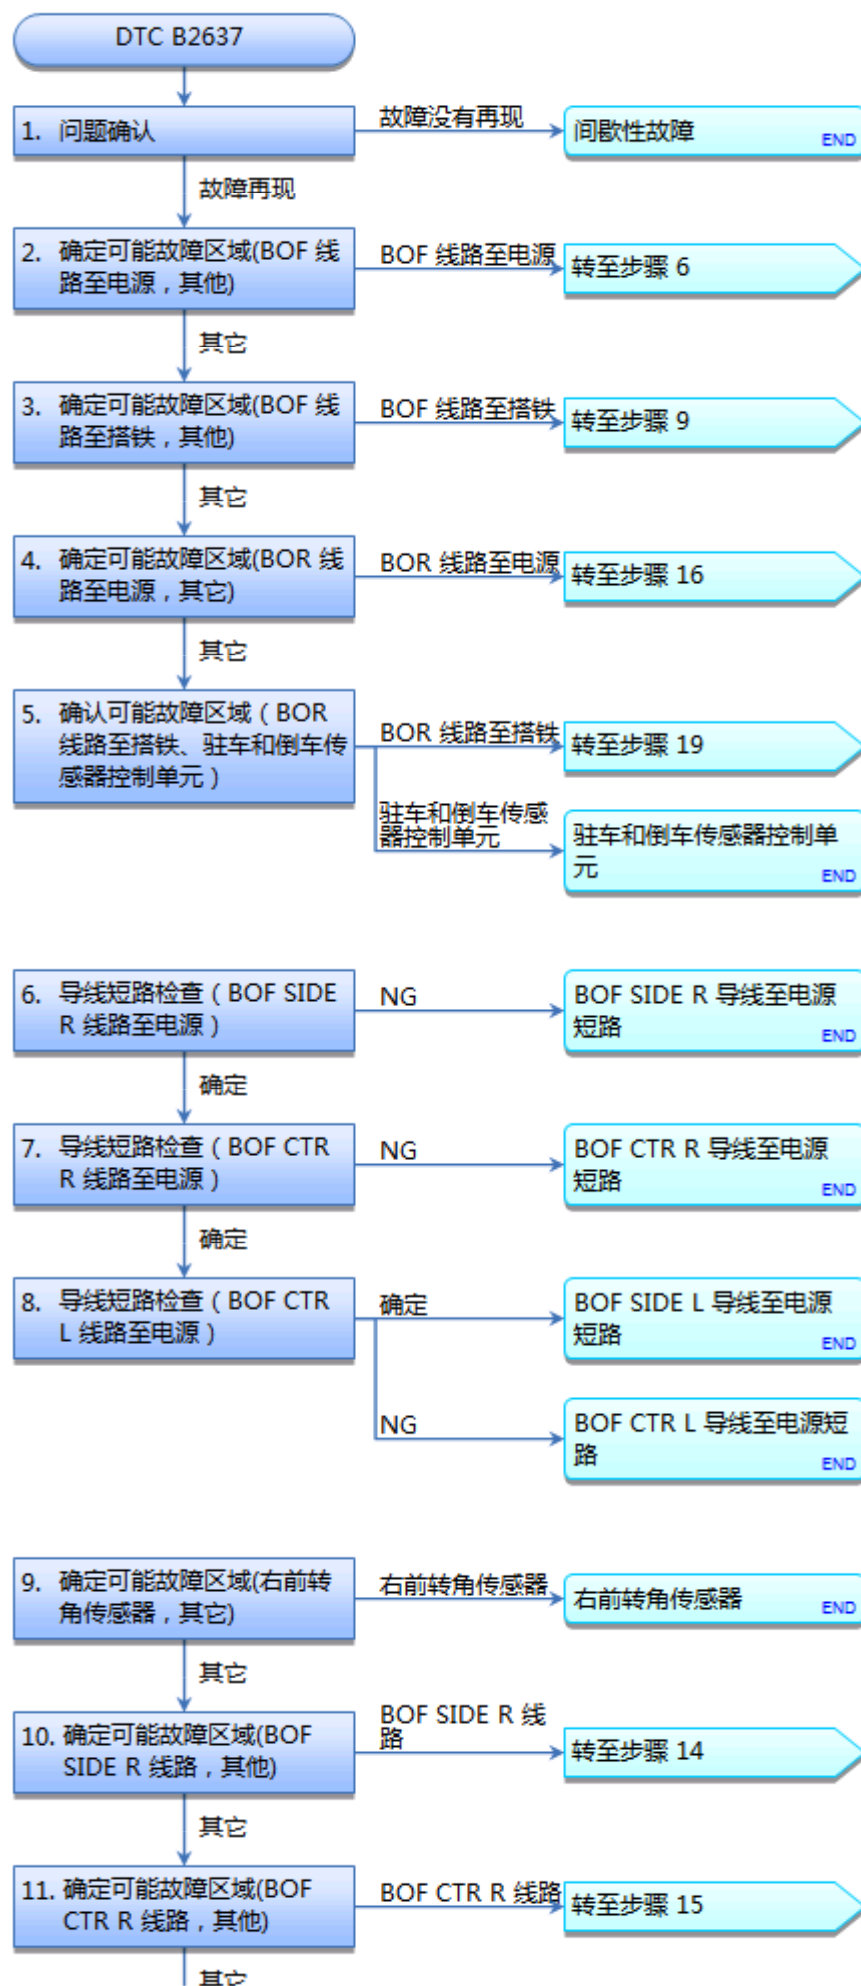 DTC B2637
1. 问题确认
故障没有再现
间歇性故障
END
故障再现
2. 确定可能故障区域(BOF 线
路至电源，其他)
BOF 线路至电源
转至步骤 6
其它
3. 确定可能故障区域(BOF 线
路至搭铁，其他)
BOF 线路至搭铁
转至步骤 9
其它
4. 确定可能故障区域(BOR 线
路至电源，其它)
BOR 线路至电源
转至步骤 16
其它
5. 确认可能故障区域（BOR
线路至搭铁、驻车和倒车传
感器控制单元）
BOR 线路至搭铁
转至步骤 19
驻车和倒车传感
器控制单元
驻车和倒车传感器控制单
元
END
6. 导线短路检查（BOF SIDE
R 线路至电源）
NG
BOF SIDE R 导线至电源
短路
END
确定
7. 导线短路检查（BOF CTR
R 线路至电源）
NG
BOF CTR R 导线至电源
短路
END
确定
8. 导线短路检查（BOF CTR
L 线路至电源）
确定
BOF SIDE L 导线至电源
短路
END
NG
BOF CTR L 导线至电源短
路
END
9. 确定可能故障区域(右前转
角传感器，其它)
右前转角传感器
右前转角传感器
END
其它
10. 确定可能故障区域(BOF
SIDE R 线路，其他)
BOF SIDE R 线
路
转至步骤 14
其它
11. 确定可能故障区域(BOF
CTR R 线路，其他)
BOF CTR R 线路
转至步骤 15
其它